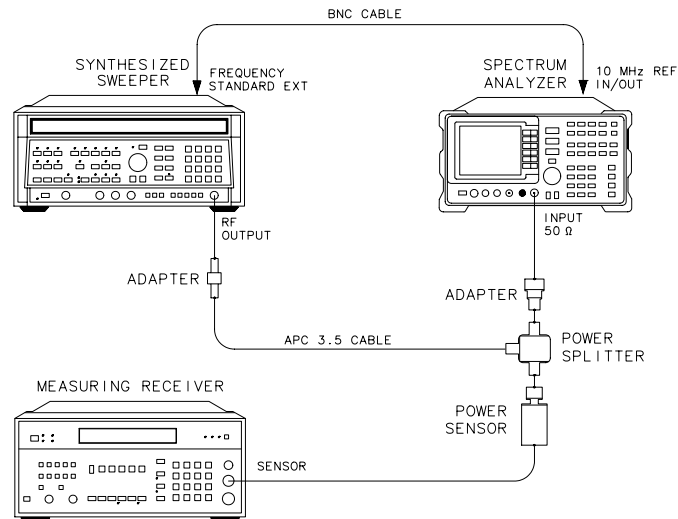 BNC CABLE
SYNTHESIZED
SWEEPER
FREQUENCY
STANDARD EXT
SPECTRUM
ANALYZER
10 MHz REF
IN/OUT
RF
OUTPUT
INPUT
50 Ω
ADAPTER
ADAPTER
APC 3.5 CABLE
POWER
SPLITTER
MEASURING RECEIVER
POWER
SENSOR
SENSOR